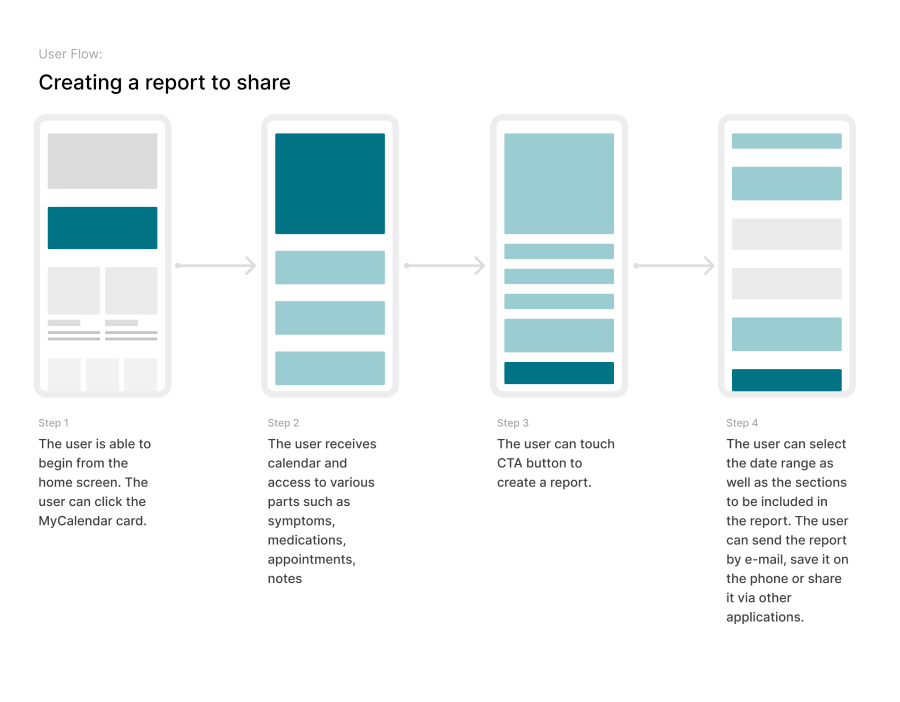 User Flow:
Creating a report to share
Step 1
The user is able to
begin from the
home screen. The
user can click the
MyCalendar card.
Step 2
The user receives
calendar and
access to various
parts such as
symptoms,
medications,
appointments,
notes
Step 3
The user can touch
CTA button to
create a report.
Step 4
The user can select
the date range as
well as the sections
to be included in
the report. The user
can send the report
by e-mail, save it on
the phone or share
it via other
applications.